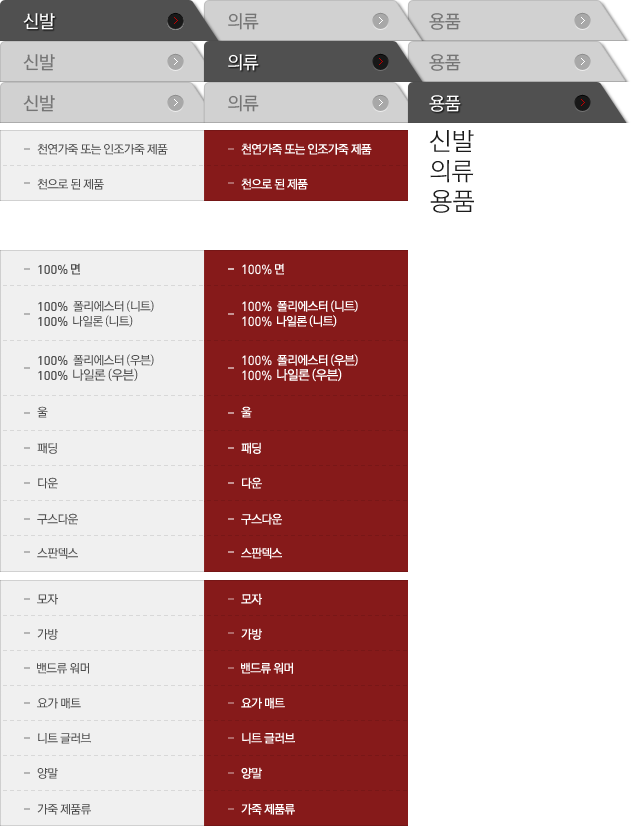 신발 의류 용품
신발 의류 용품
신발 의류 용품
신발
의류
용품
- 천연가죽 또는 인조가죽 제품 - 천연가죽 또는 인조가죽 제품
- 천으로 된 제품 - 천으로 된 제품
- 100% 면 - 100% 면
- 100% 폴리에스터 (니트) - 100% 폴리에스터 (니트)
100% 나일론 (니트) 100% 나일론 (니트)
- 100% 폴리에스터 (우븐) - 100% 폴리에스터 (우븐)
100% 나일론 (우븐) 100% 나일론 (우븐)
- 울 - 울
- 패딩 - 패딩
- 다운 - 다운
- 구스다운 - 구스다운
- 스판덱스 - 스판덱스
- 모자 - 모자
- 가방 - 가방
- 밴드류 워머 - 밴드류 워머
- 요가 매트 - 요가 매트
- 니트 글러브 - 니트 글러브
- 양말 - 양말
- 가죽 제품류 - 가죽 제품류